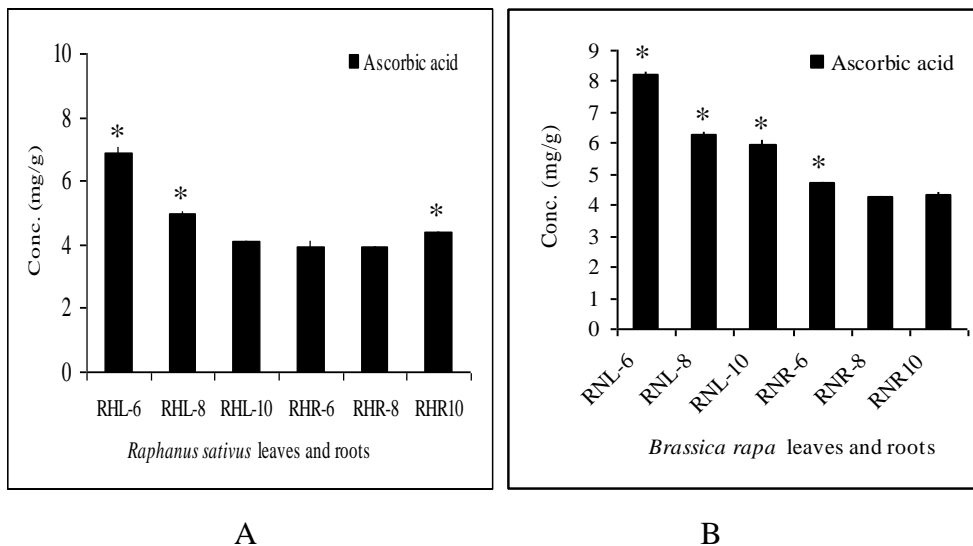 10
8
6
4
2
0
Conc. (mg/g)
Ascorbic acid
*
*
*
RHL-6 RHL-8 RHL-10 RHR-6 RHR-8 RHR10
Raphanus sativus leaves and roots
A
9
8
7
6
5
4
3
2
1
0
Conc. (mg/g)
Ascorbic acid
*
*
*
*
RNL-6 RNL-8 RNL-10 RNR-6 RNR-8 RNR10
Brassica rapa leaves and roots
B